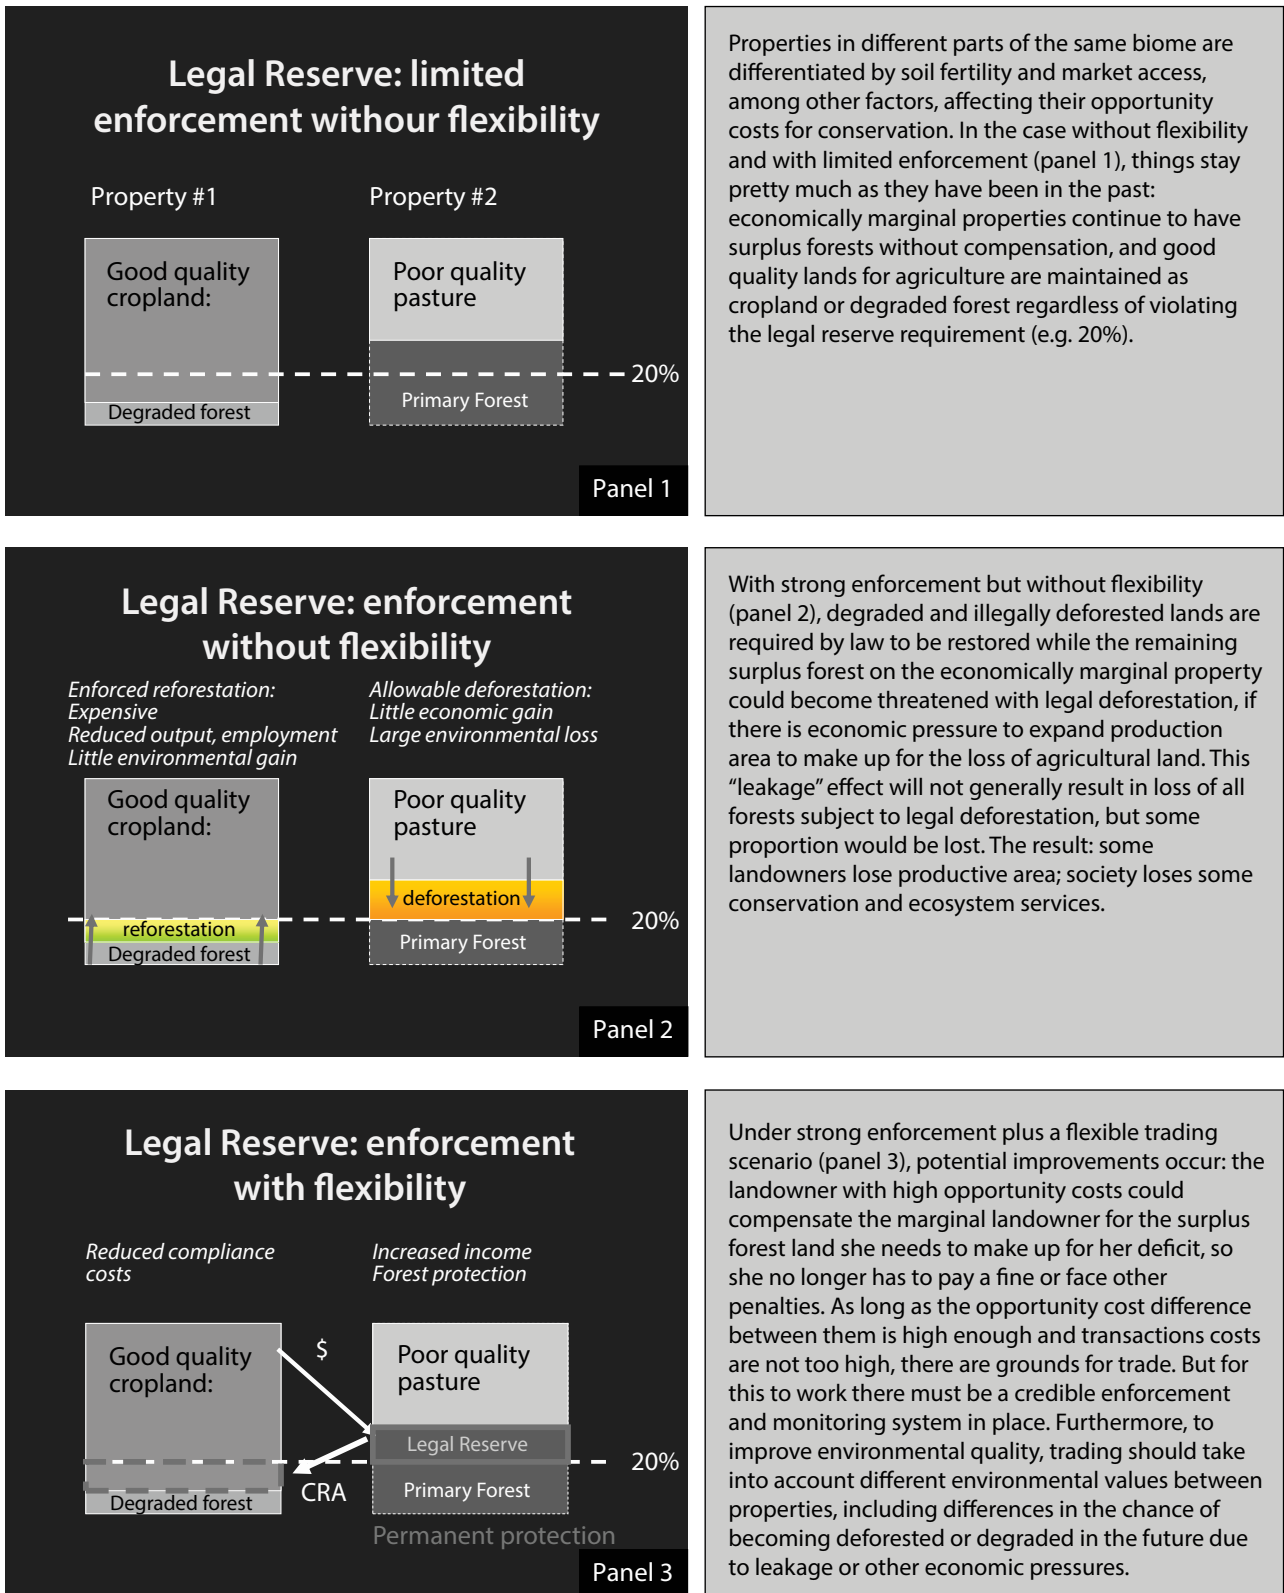 Legal Reserve: limited
enforcement withour flexibility
Property #1
Property #2
Good quality
cropland:
Poor quality
pasture
20%
Degraded forest
Primary Forest
Panel 1
Properties in different parts of the same biome are
differentiated by soil fertility and market access,
among other factors, affecting their opportunity
costs for conservation. In the case without flexibility
and with limited enforcement (panel 1), things stay
pretty much as they have been in the past:
economically marginal properties continue to have
surplus forests without compensation, and good
quality lands for agriculture are maintained as
cropland or degraded forest regardless of violating
the legal reserve requirement (e.g. 20%).
Legal Reserve: enforcement
without flexibility
Enforced reforestation:
Expensive
Reduced output, employment
Little environmental gain
Allowable deforestation:
Little economic gain
Large environmental loss
Good quality
cropland:
Poor quality
pasture
deforestation
20%
reforestation
Degraded forest
Primary Forest
Panel 2
With strong enforcement but without flexibility
(panel 2), degraded and illegally deforested lands are
required by law to be restored while the remaining
surplus forest on the economically marginal property
could become threatened with legal deforestation, if
there is economic pressure to expand production
area to make up for the loss of agricultural land. This
“leakage” effect will not generally result in loss of all
forests subject to legal deforestation, but some
proportion would be lost. The result: some
landowners lose productive area; society loses some
conservation and ecosystem services.
Legal Reserve: enforcement
with flexibility
Reduced compliance
costs
Increased income
Forest protection
Good quality
cropland:
$
Poor quality
pasture
Legal Reserve
20%
CRA
Degraded forest
Primary Forest
Permanent protection
Panel 3
Under strong enforcement plus a flexible trading
scenario (panel 3), potential improvements occur: the
landowner with high opportunity costs could
compensate the marginal landowner for the surplus
forest land she needs to make up for her deficit, so
she no longer has to pay a fine or face other
penalties. As long as the opportunity cost difference
between them is high enough and transactions costs
are not too high, there are grounds for trade. But for
this to work there must be a credible enforcement
and monitoring system in place. Furthermore, to
improve environmental quality, trading should take
into account different environmental values between
properties, including differences in the chance of
becoming deforested or degraded in the future due
to leakage or other economic pressures.